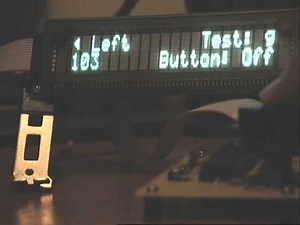 ◄ Left Test: g
103 Button: Off